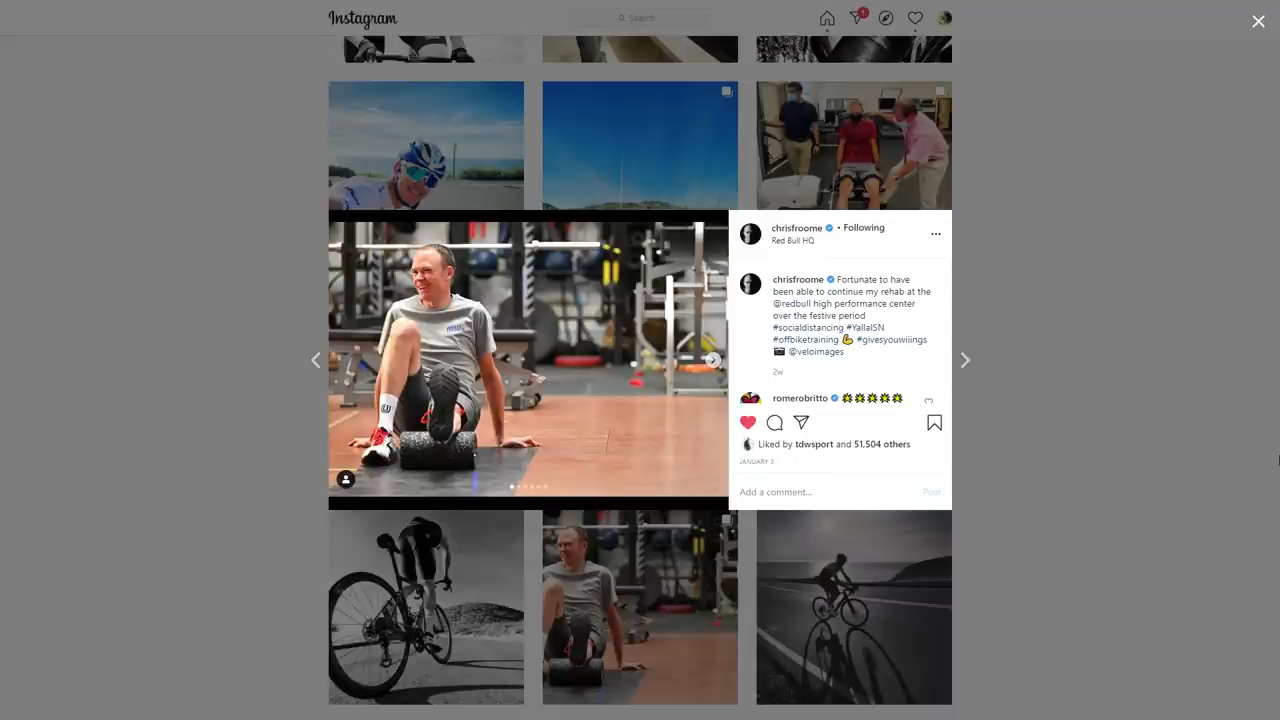 Instagram
Search
1
chrisfroome • Following
Red Bull HQ
chrisfroome Fortunate to have
been able to continue my rehab at the
@redbull high performance center
over the festive period
#socialdistancing #YallaISN
#offbiketraining 💪 #givesyouwiiings
📷 @veloimages
2w
romerobritto
Liked by tdwsport and 51,504 others
JANUARY 3
Add a comment...
Post